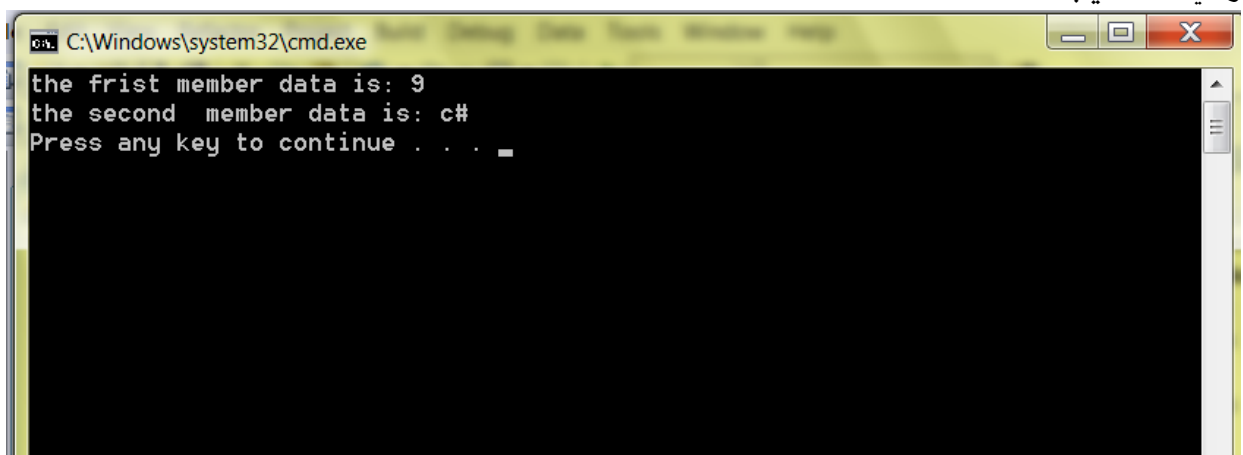 C:\Windows\system32\cmd.exe
the frist member data is: 9
the second  member data is: c#
Press any key to continue . . .